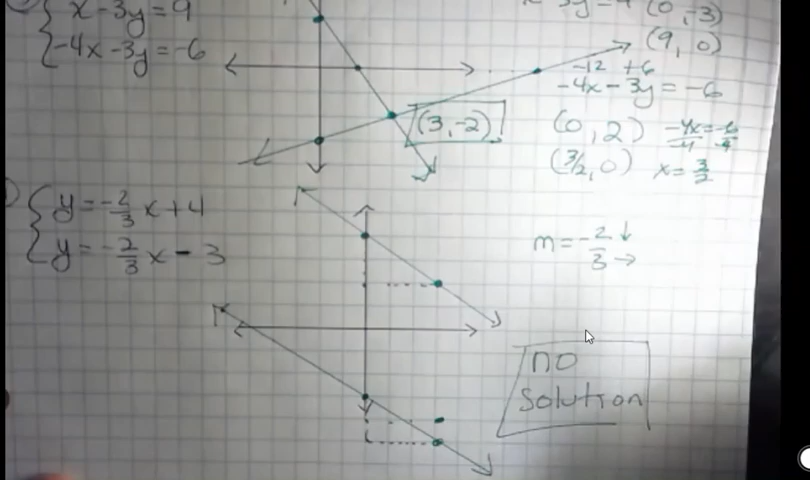 x - 3y = 9
-4x - 3y = -6
(0, -3)
(9, 0)
-12 +6
-4x - 3y = -6
(0, 2)
-4x = -6
-4 -4
(3/2, 0)
x = 3/2
(3, -2)
y = -2/3 x + 4
y = -2/3 x - 3
m = -2↓
3→
no
solution